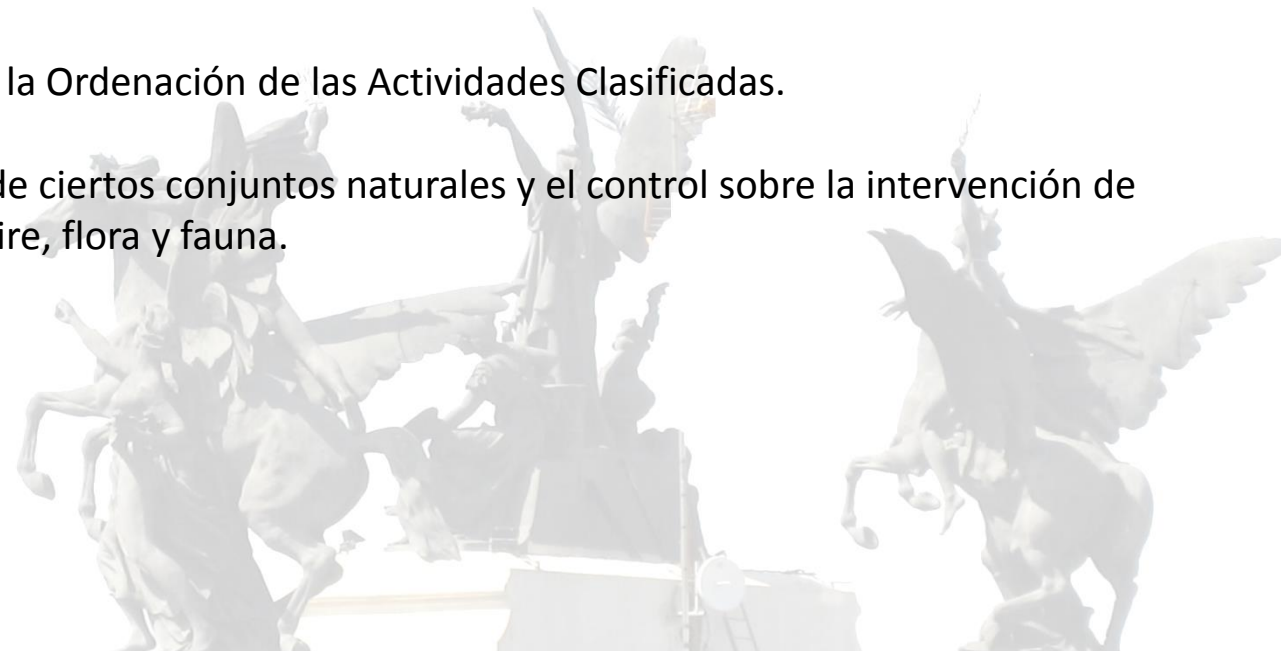 la Ordenación de las Actividades Clasificadas.
de ciertos conjuntos naturales y el control sobre la intervención de
ire, flora y fauna.